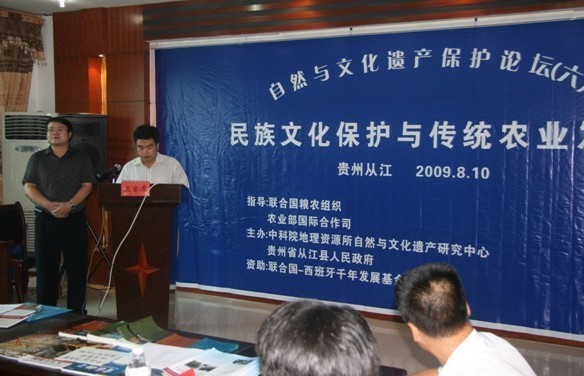 自然与文化遗产保护论坛(六)
民族文化保护与传统农业
贵州从江 2009.8.10
指导:联合国粮农组织
农业部国际合作司
主办:中科院地理资源所自然与文化遗产研究中心
贵州省从江县人民政府
资助:联合国-西班牙千年发展基